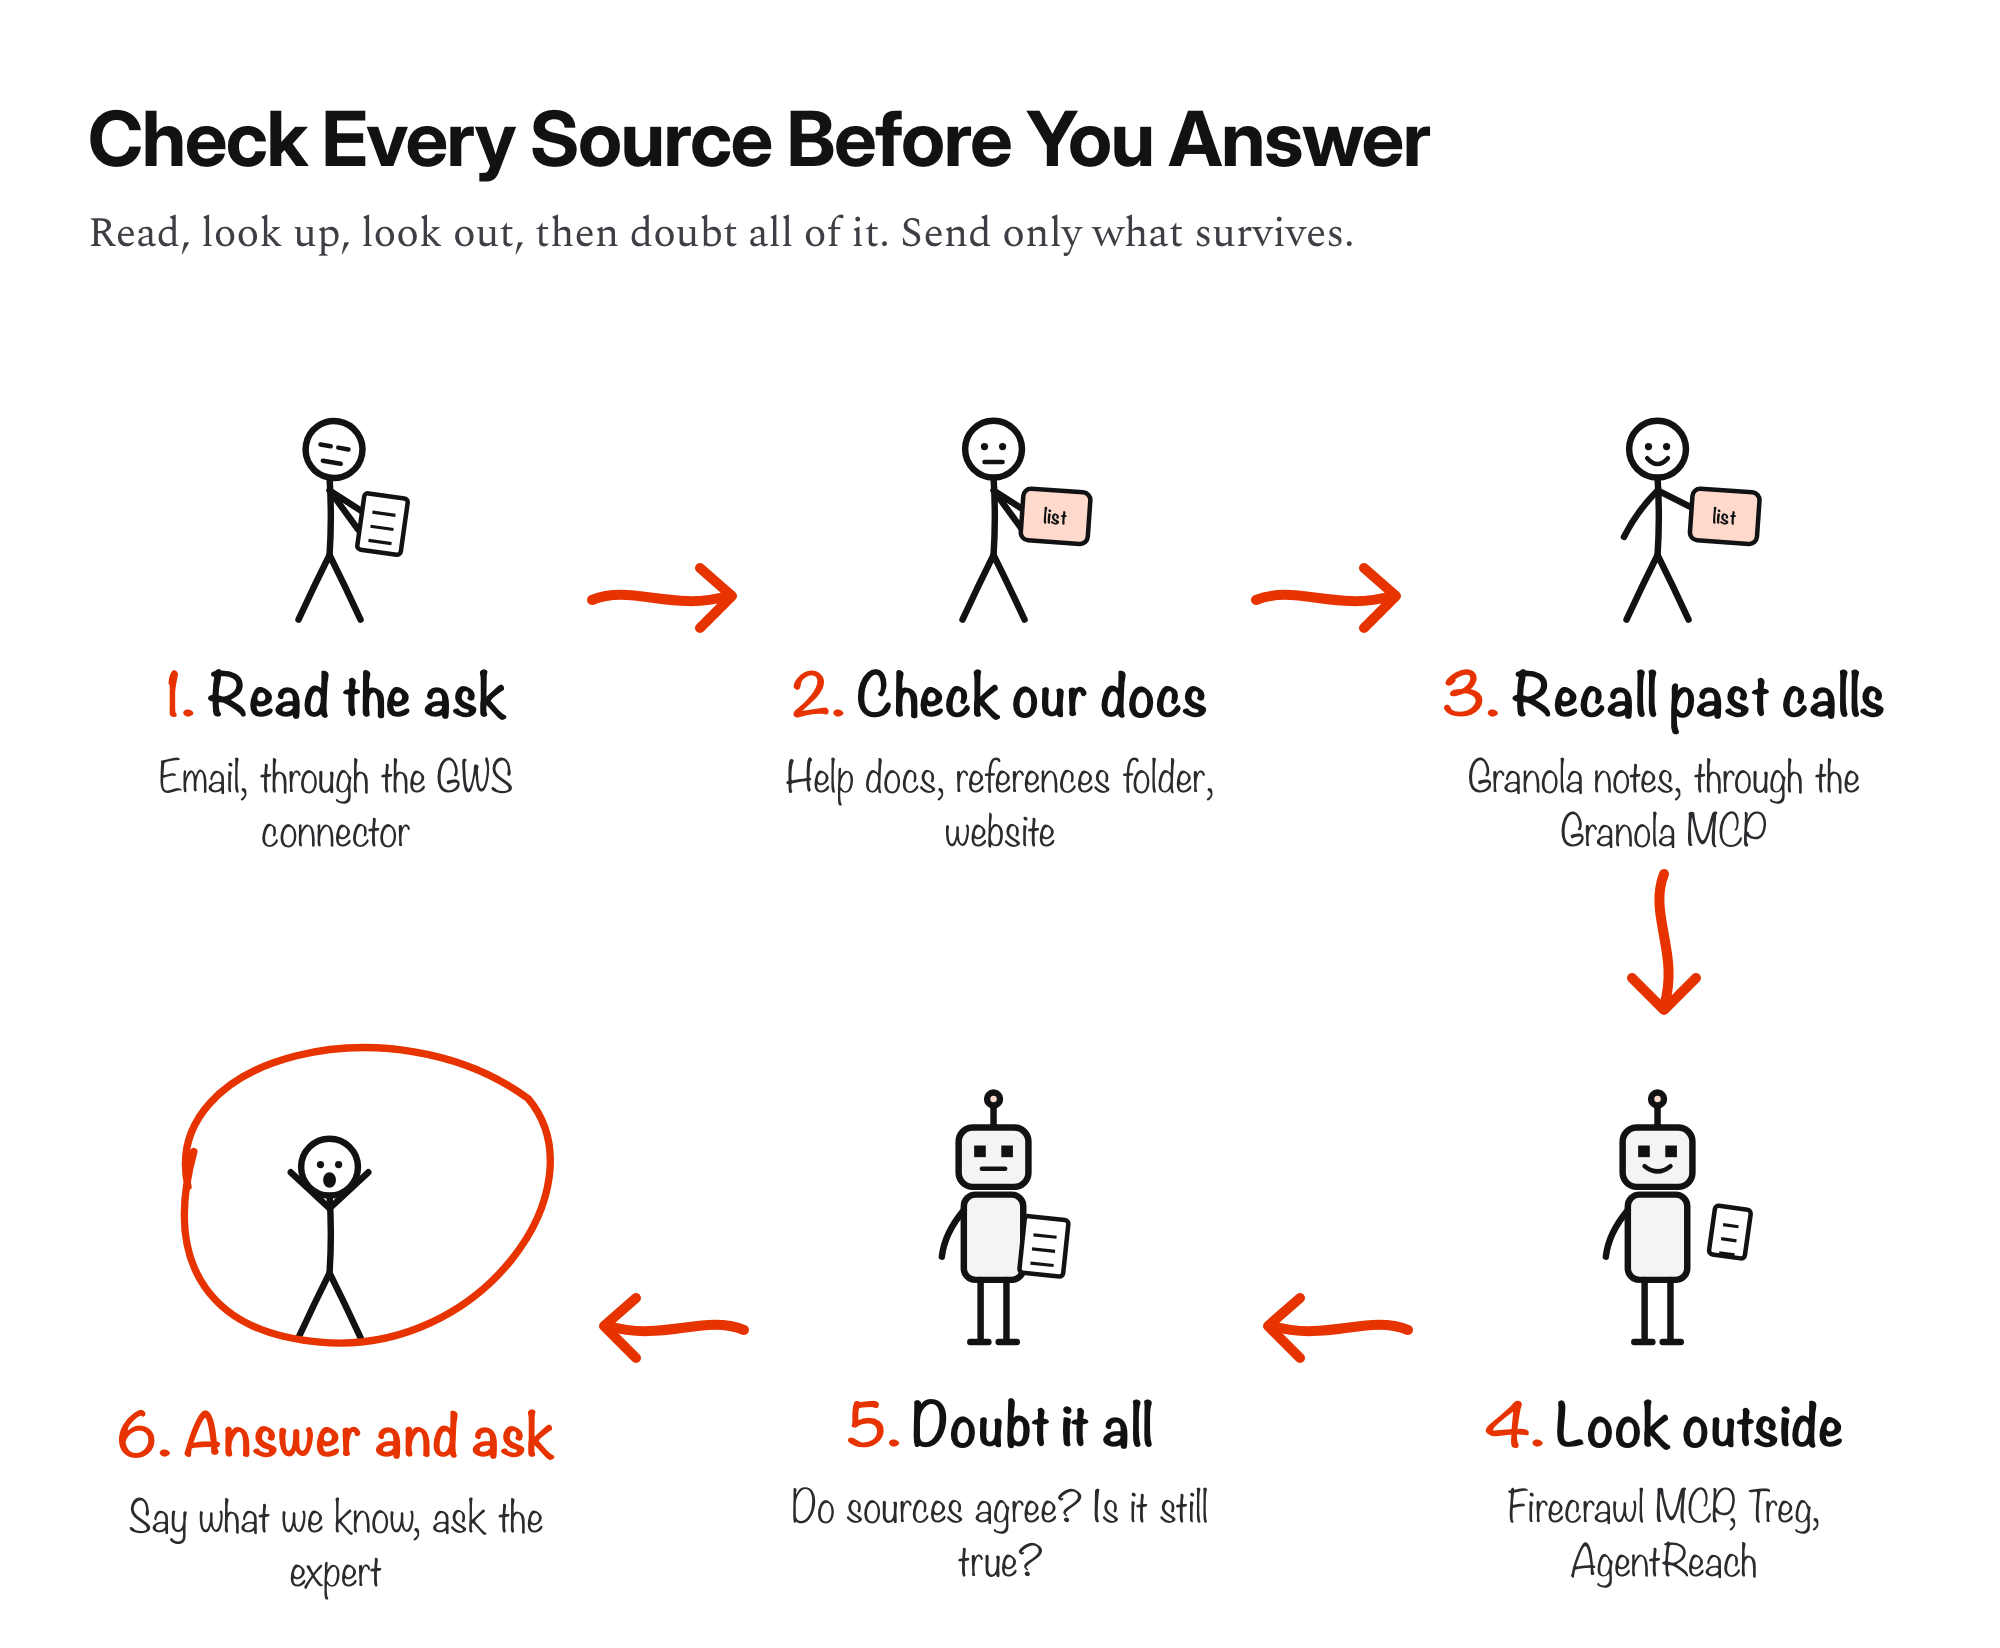 Check Every Source Before You Answer
Read, look up, look out, then doubt all of it. Send only what survives.
list
list
1. Read the ask
Email, through the GWS
connector
2. Check our docs
Help docs, references folder,
website
3. Recall past calls
Granola notes, through the
Granola MCP
6. Answer and ask
Say what we know, ask the
expert
5. Doubt it all
Do sources agree? Is it still
true?
4. Look outside
Firecrawl MCP, Treg,
AgentReach